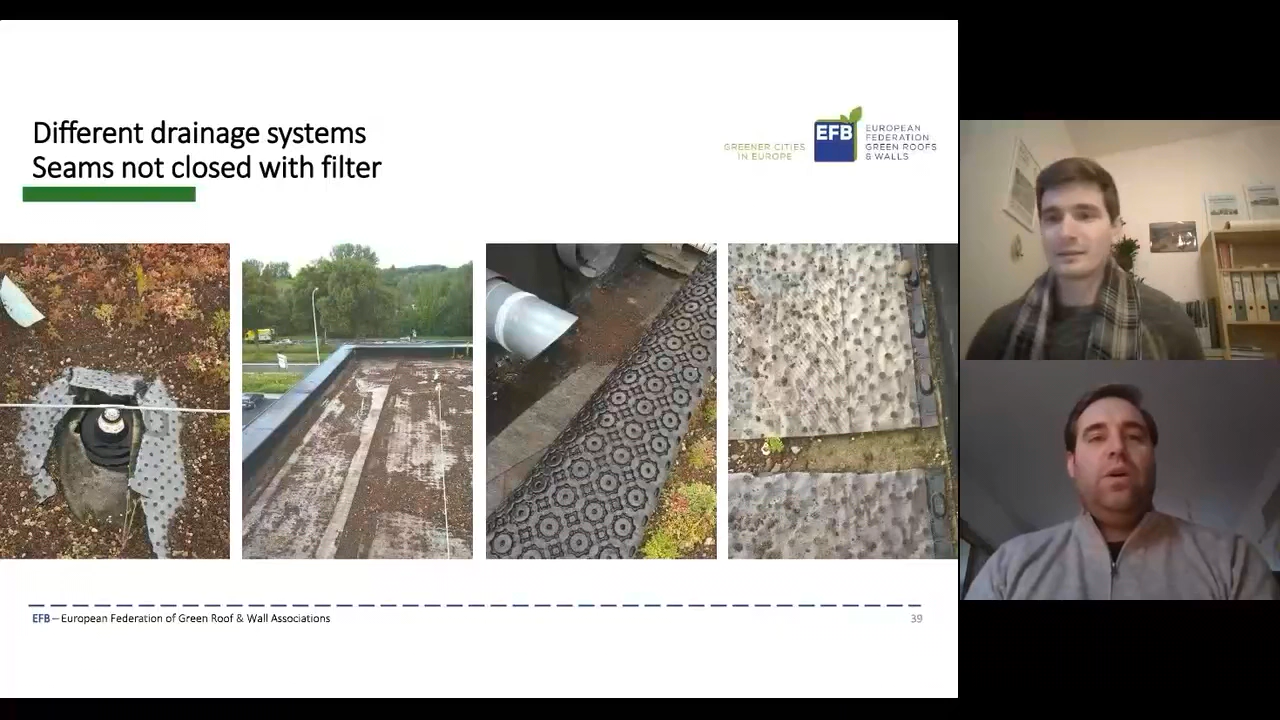 Different drainage systems
Seams not closed with filter
GREENER CITIES
IN EUROPE
EFB
EUROPEAN
FEDERATION
GREEN ROOFS
& WALLS
EFB – European Federation of Green Roof & Wall Associations
39